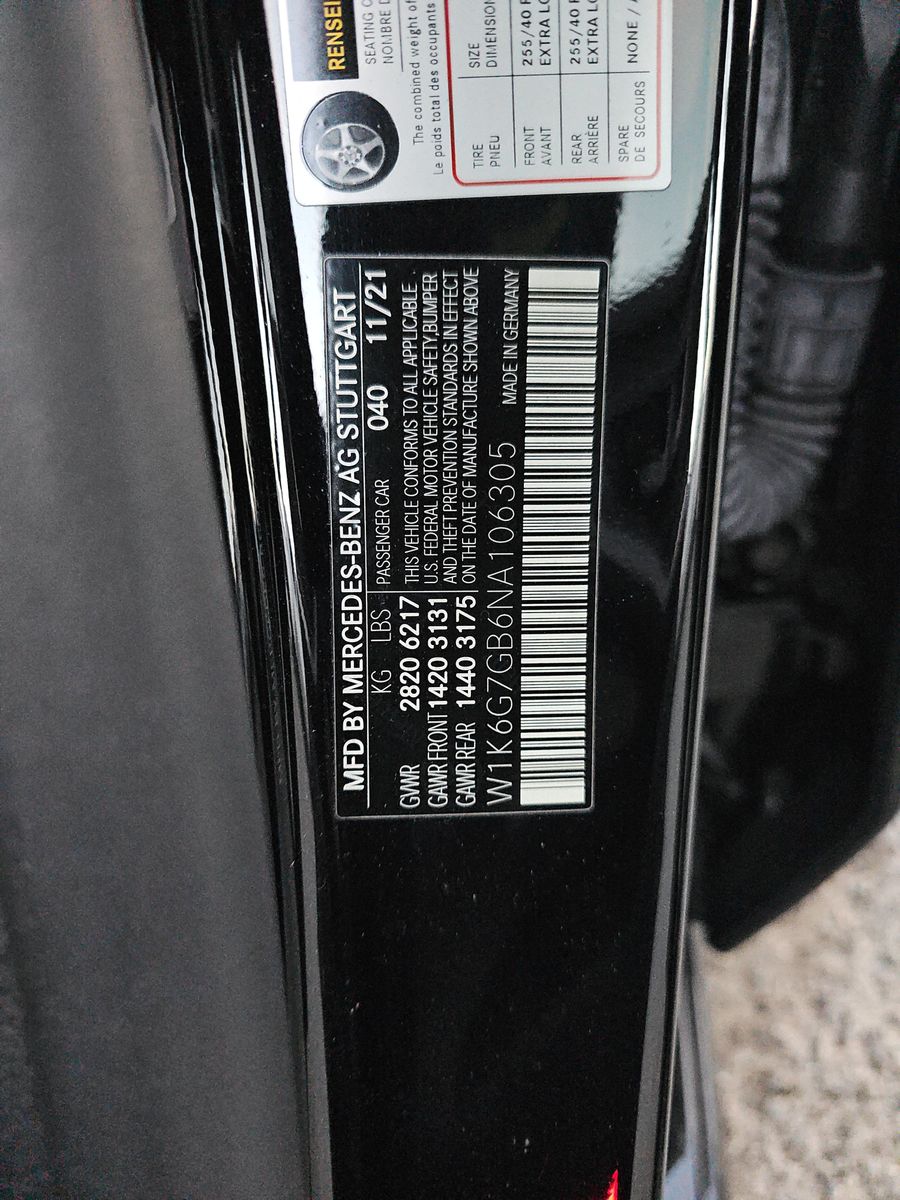 MFD BY MERCEDES-BENZ AG STUTTGART
KG LBS PASSENGER CAR 040 11/21
GVWR 2820 6217
GAWR FRONT 1420 3131
GAWR REAR 1440 3175
THIS VEHICLE CONFORMS TO ALL APPLICABLE
U.S. FEDERAL MOTOR VEHICLE SAFETY,BUMPER
AND THEFT PREVENTION STANDARDS IN EFFECT
ON THE DATE OF MANUFACTURE SHOWN ABOVE
W1K6G7GB6NA106305 MADE IN GERMANY
SEATING
NOMBRE
The combined weight of
Le poids total des occupants
TIRE SIZE
PNEU
FRONT 255/40
AVANT EXTRA
REAR 255/40
ARRIÈRE EXTRA
SPARE NONE /
DE SECOURS